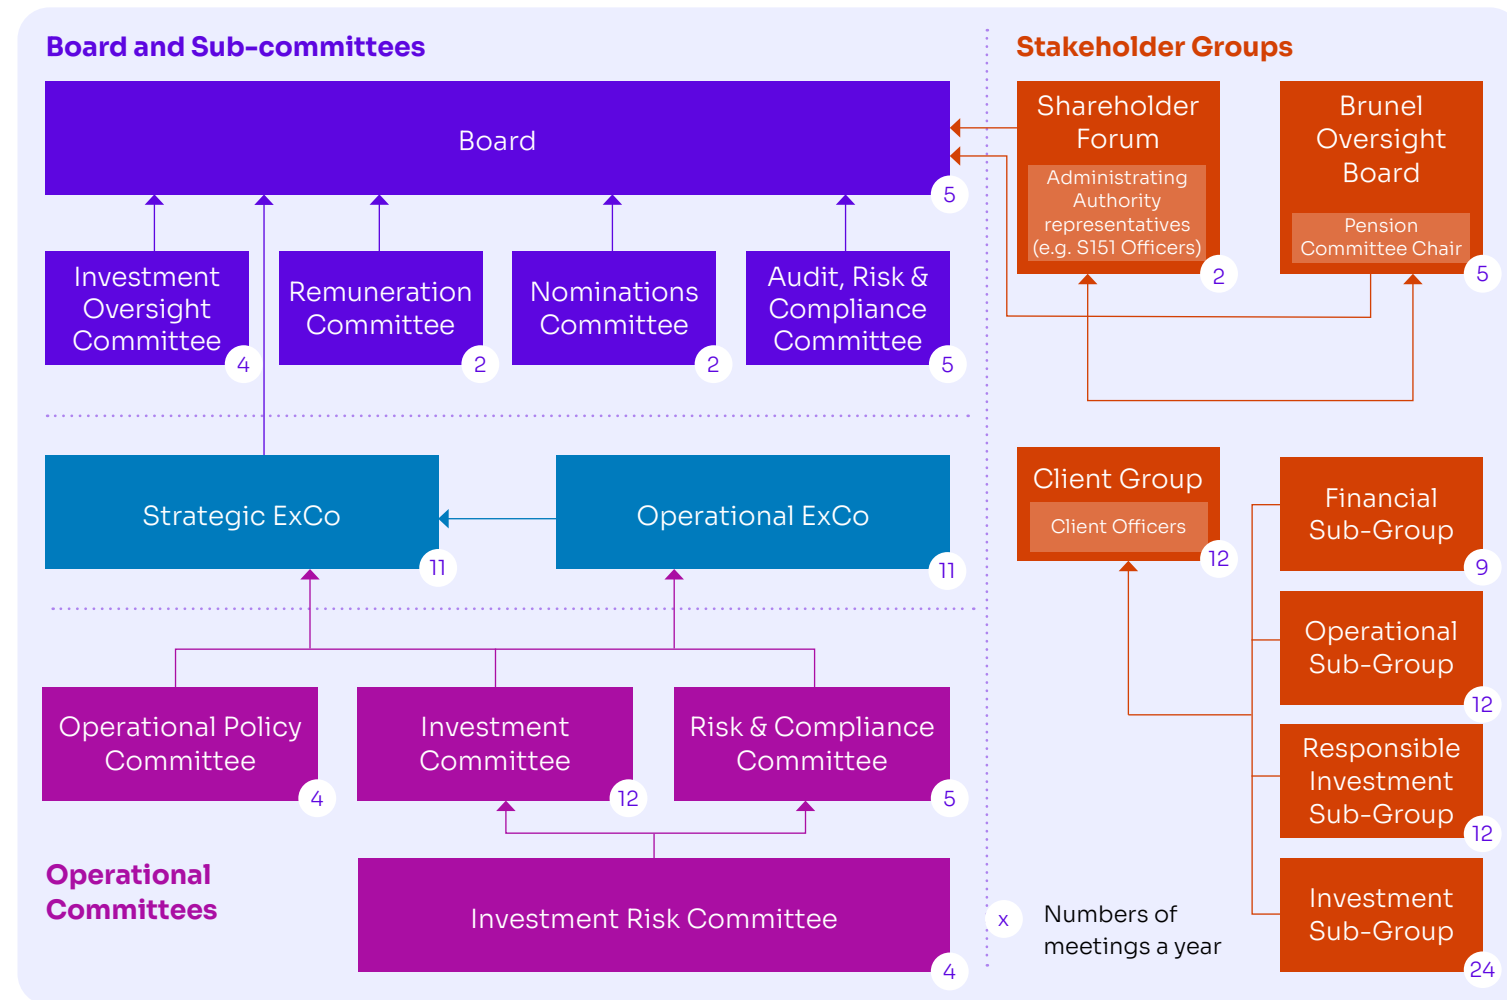 Board and Sub-committees
Board
5
Investment
Oversight
Committee
4
Remuneration
Committee
2
Nominations
Committee
2
Audit, Risk &
Compliance
Committee
5
Strategic ExCo
11
Operational ExCo
11
Operational Policy
Committee
4
Investment
Committee
12
Risk & Compliance
Committee
5
Operational
Committees
Investment Risk Committee
4
Stakeholder Groups
Shareholder
Forum
Administrating
Authority
representatives
(e.g. S151 Officers)
2
Brunel
Oversight
Board
Pension
Committee Chair
5
Client Group
Client Officers
12
Financial
Sub-Group
9
Operational
Sub-Group
12
Responsible
Investment
Sub-Group
12
Investment
Sub-Group
24
x
Numbers of
meetings a year